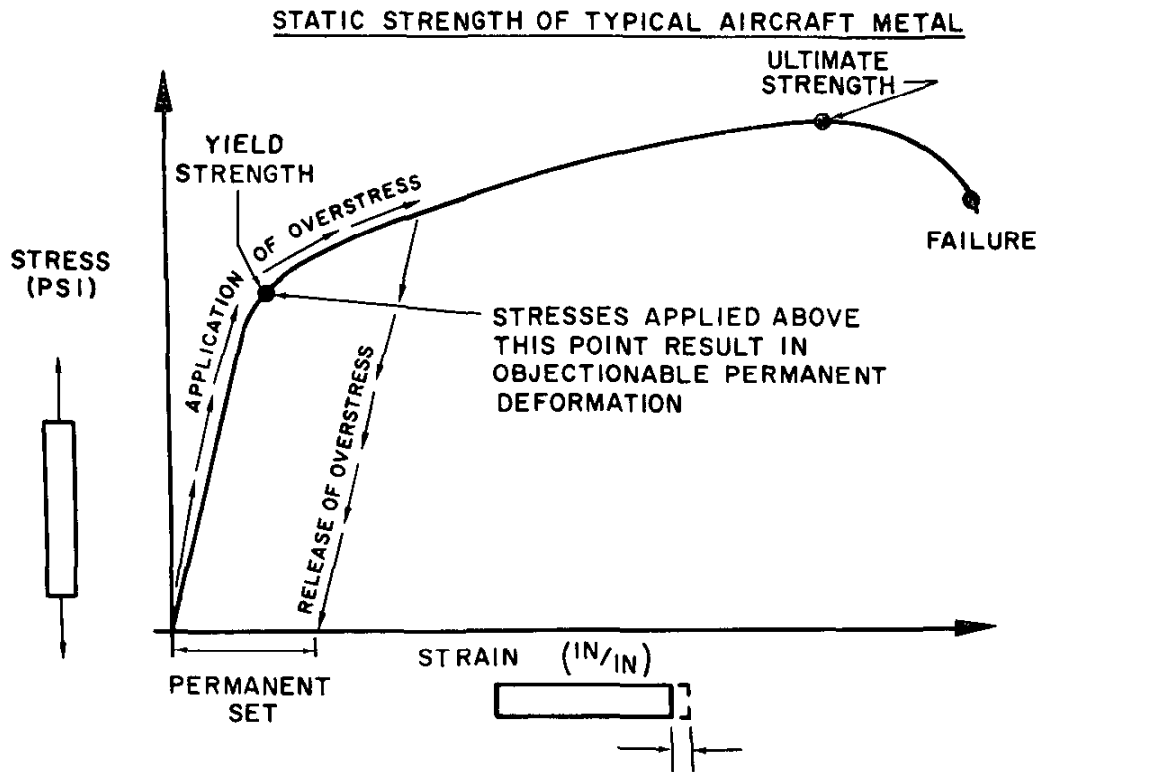 STATIC STRENGTH OF TYPICAL AIRCRAFT METAL
ULTIMATE
STRENGTH
YIELD
STRENGTH
APPLICATION OF OVERSTRESS
STRESS
(PSI)
FAILURE
STRESSES APPLIED ABOVE
THIS POINT RESULT IN
OBJECTIONABLE PERMANENT
DEFORMATION
RELEASE OF OVERSTRESS
STRAIN (IN/IN)
PERMANENT
SET